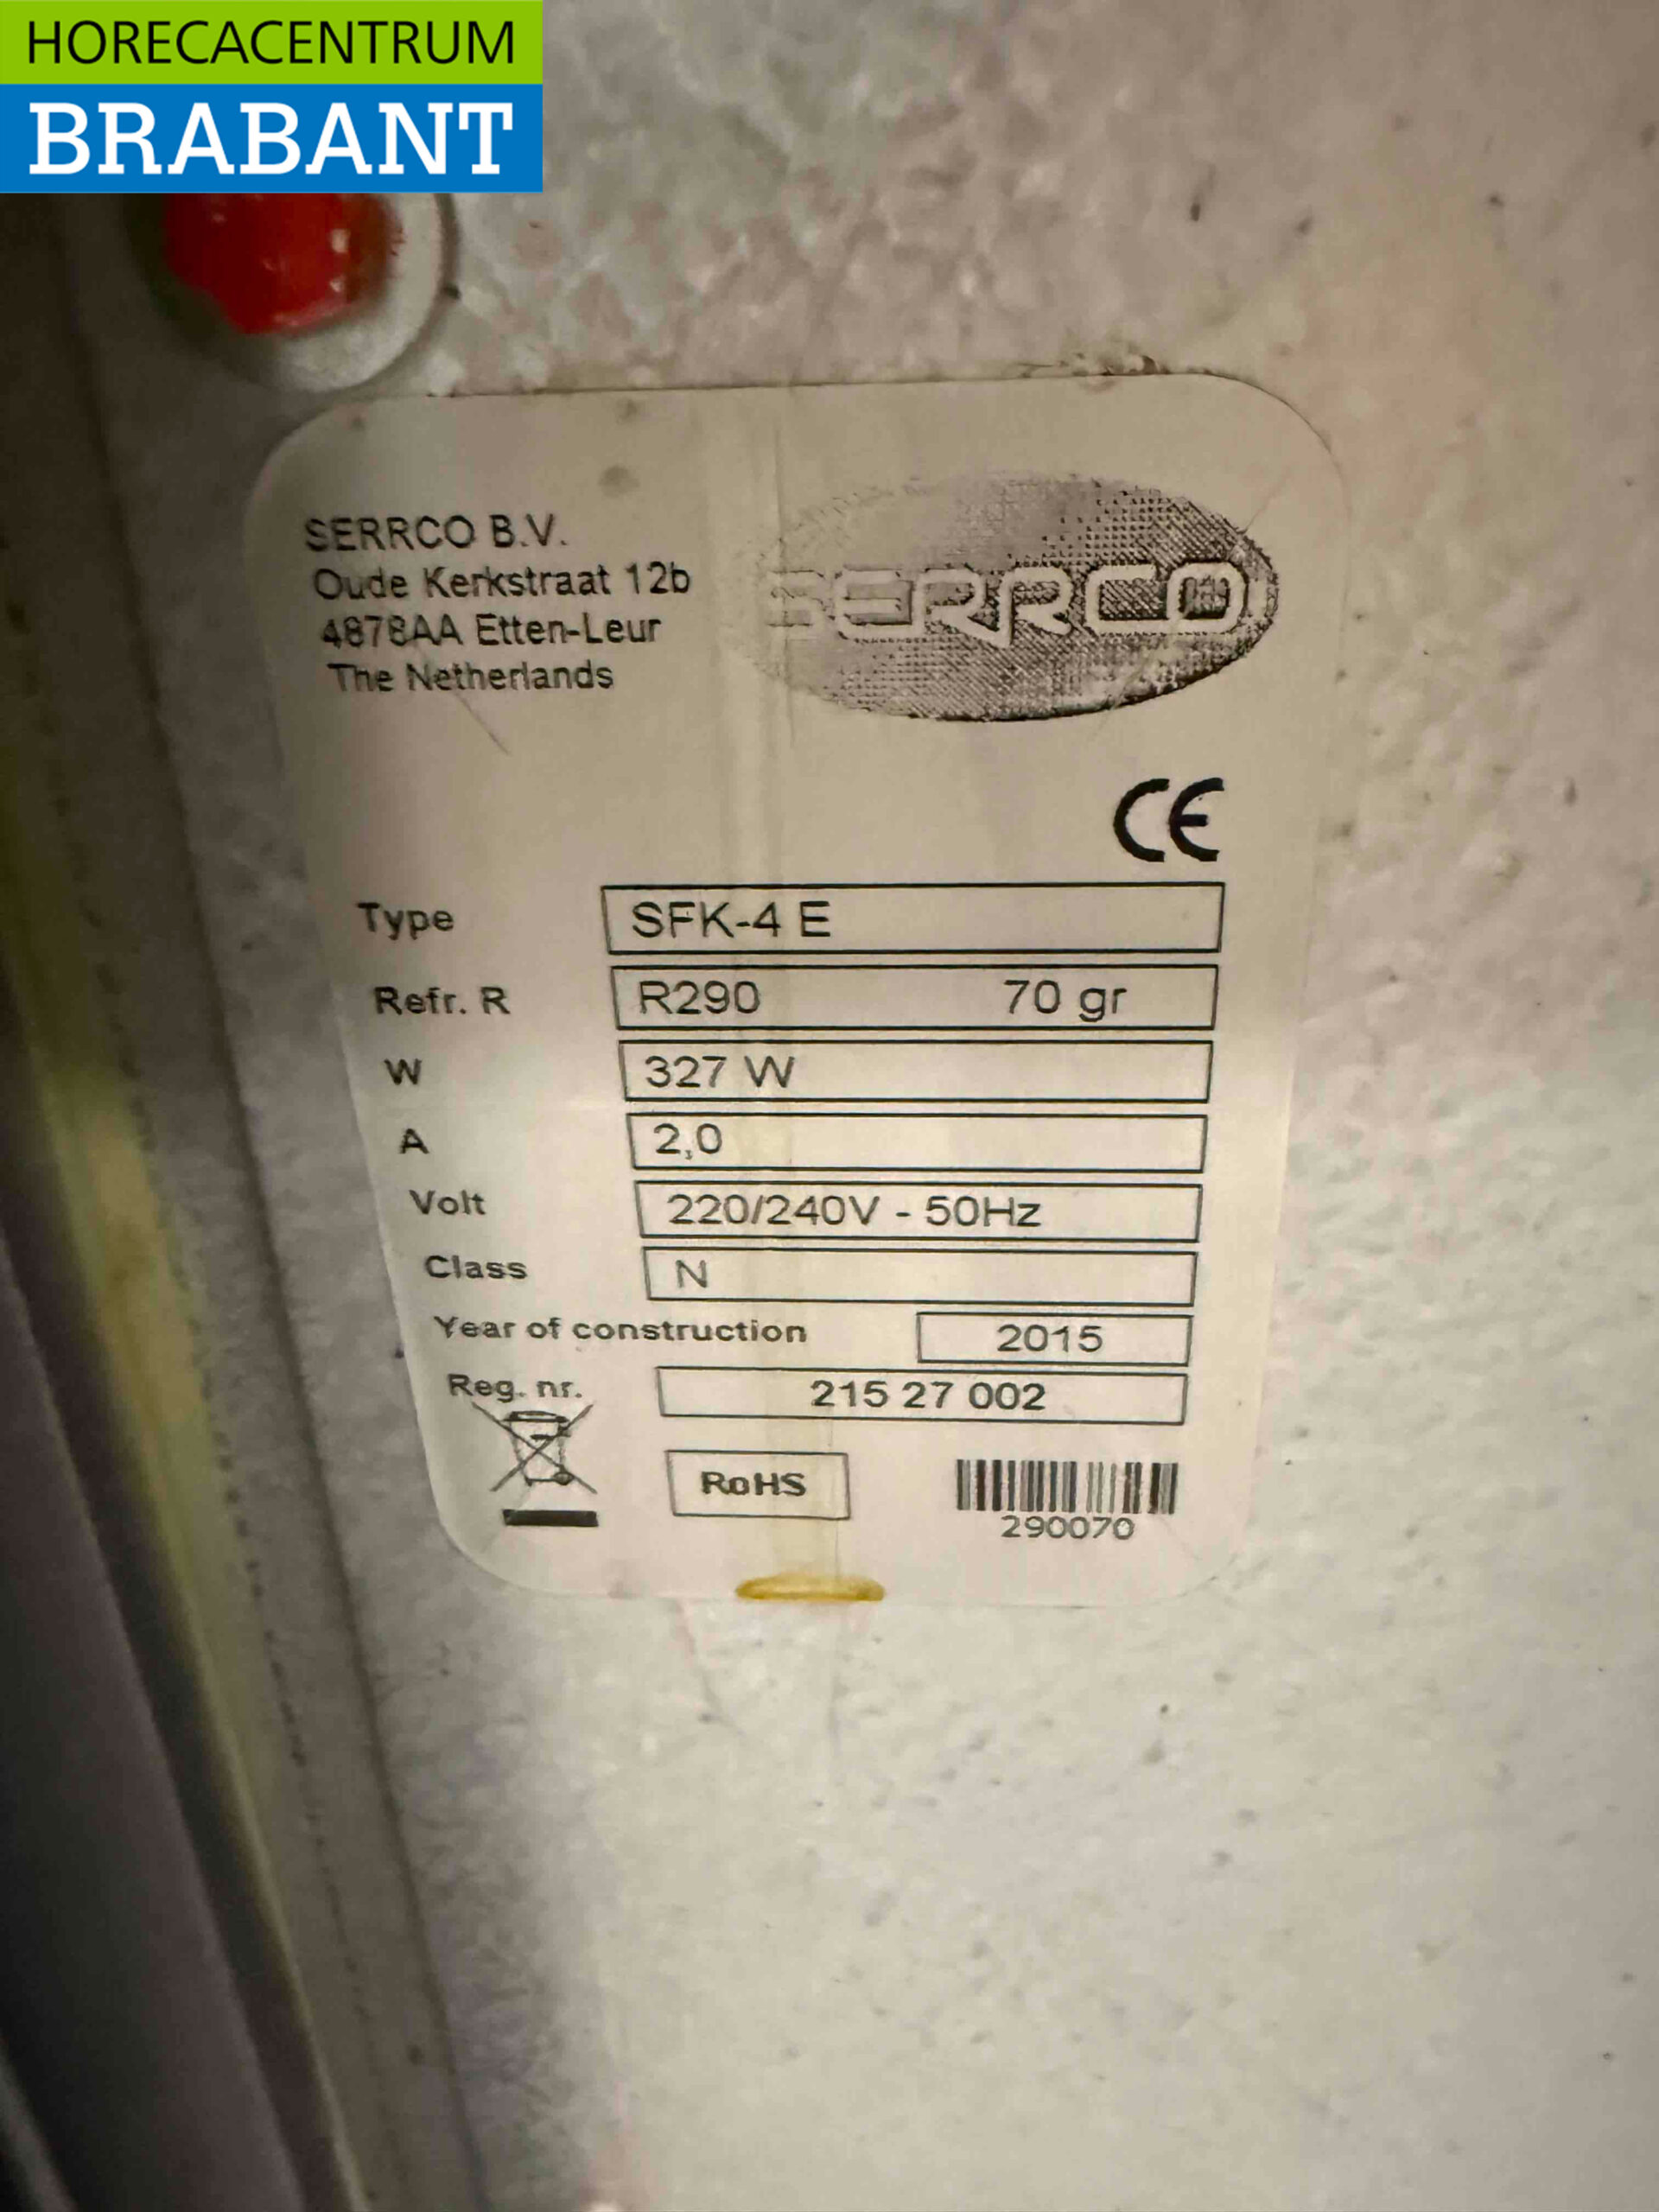 HORECACENTRUM
BRABANT
SERRCO B.V.
Oude Kerkstraat 12b
4878AA Etten-Leur
The Netherlands
SERRCO
CE
Type SFK-4 E
Refr. R R290 70 gr
W 327 W
A 2,0
Volt 220/240V - 50Hz
Class N
Year of construction 2015
Reg. nr. 215 27 002
RoHS
290070